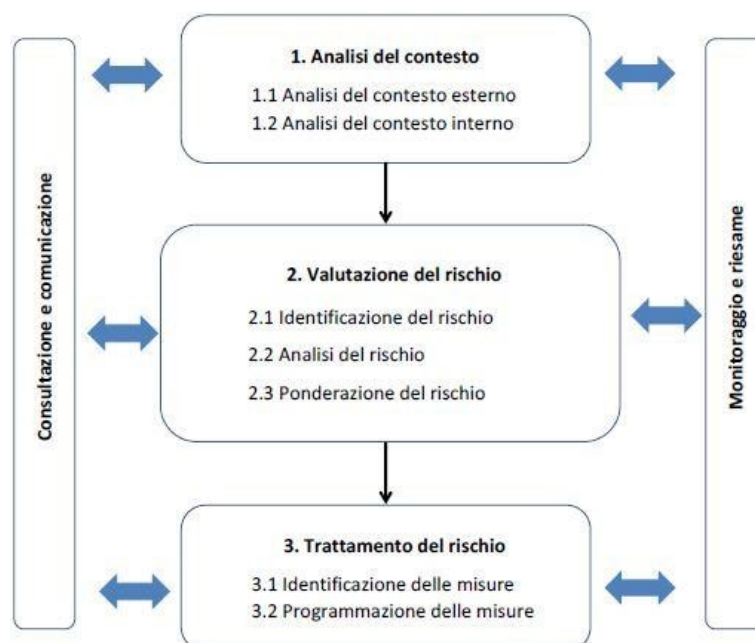 Consultazione e comunicazione
1. Analisi del contesto
1.1 Analisi del contesto esterno
1.2 Analisi del contesto interno
2. Valutazione del rischio
2.1 Identificazione del rischio
2.2 Analisi del rischio
2.3 Ponderazione del rischio
3. Trattamento del rischio
3.1 Identificazione delle misure
3.2 Programmazione delle misure
Monitoraggio e riesame